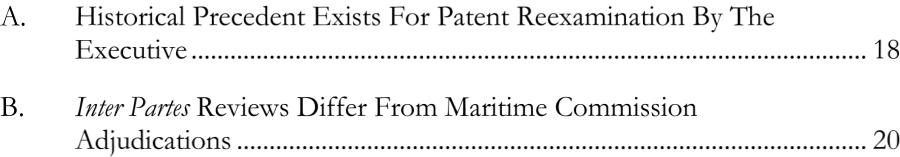 A. Historical Precedent Exists For Patent Reexamination By The
Executive ........................................................................................................ 18
B. Inter Partes Reviews Differ From Maritime Commission
Adjudications ................................................................................................. 20